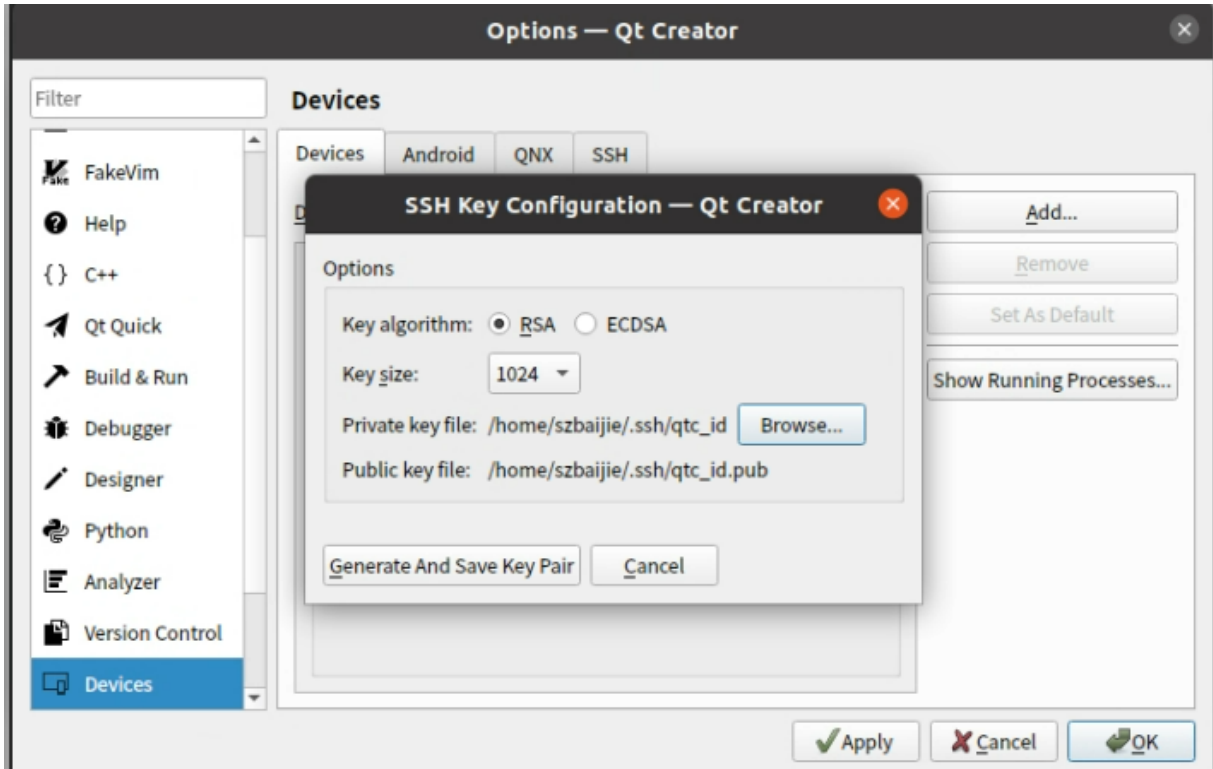 Options — Qt Creator
Filter
Devices
FakeVim
Help
C++
Qt Quick
Build & Run
Debugger
Designer
Python
Analyzer
Version Control
Devices
Devices Android QNX SSH
D
Add...
Remove
Set As Default
Show Running Processes...
SSH Key Configuration — Qt Creator
Options
Key algorithm: RSA ECDSA
Key size: 1024
Private key file: /home/szbaijie/.ssh/qtc_id Browse...
Public key file: /home/szbaijie/.ssh/qtc_id.pub
Generate And Save Key Pair Cancel
Apply Cancel OK